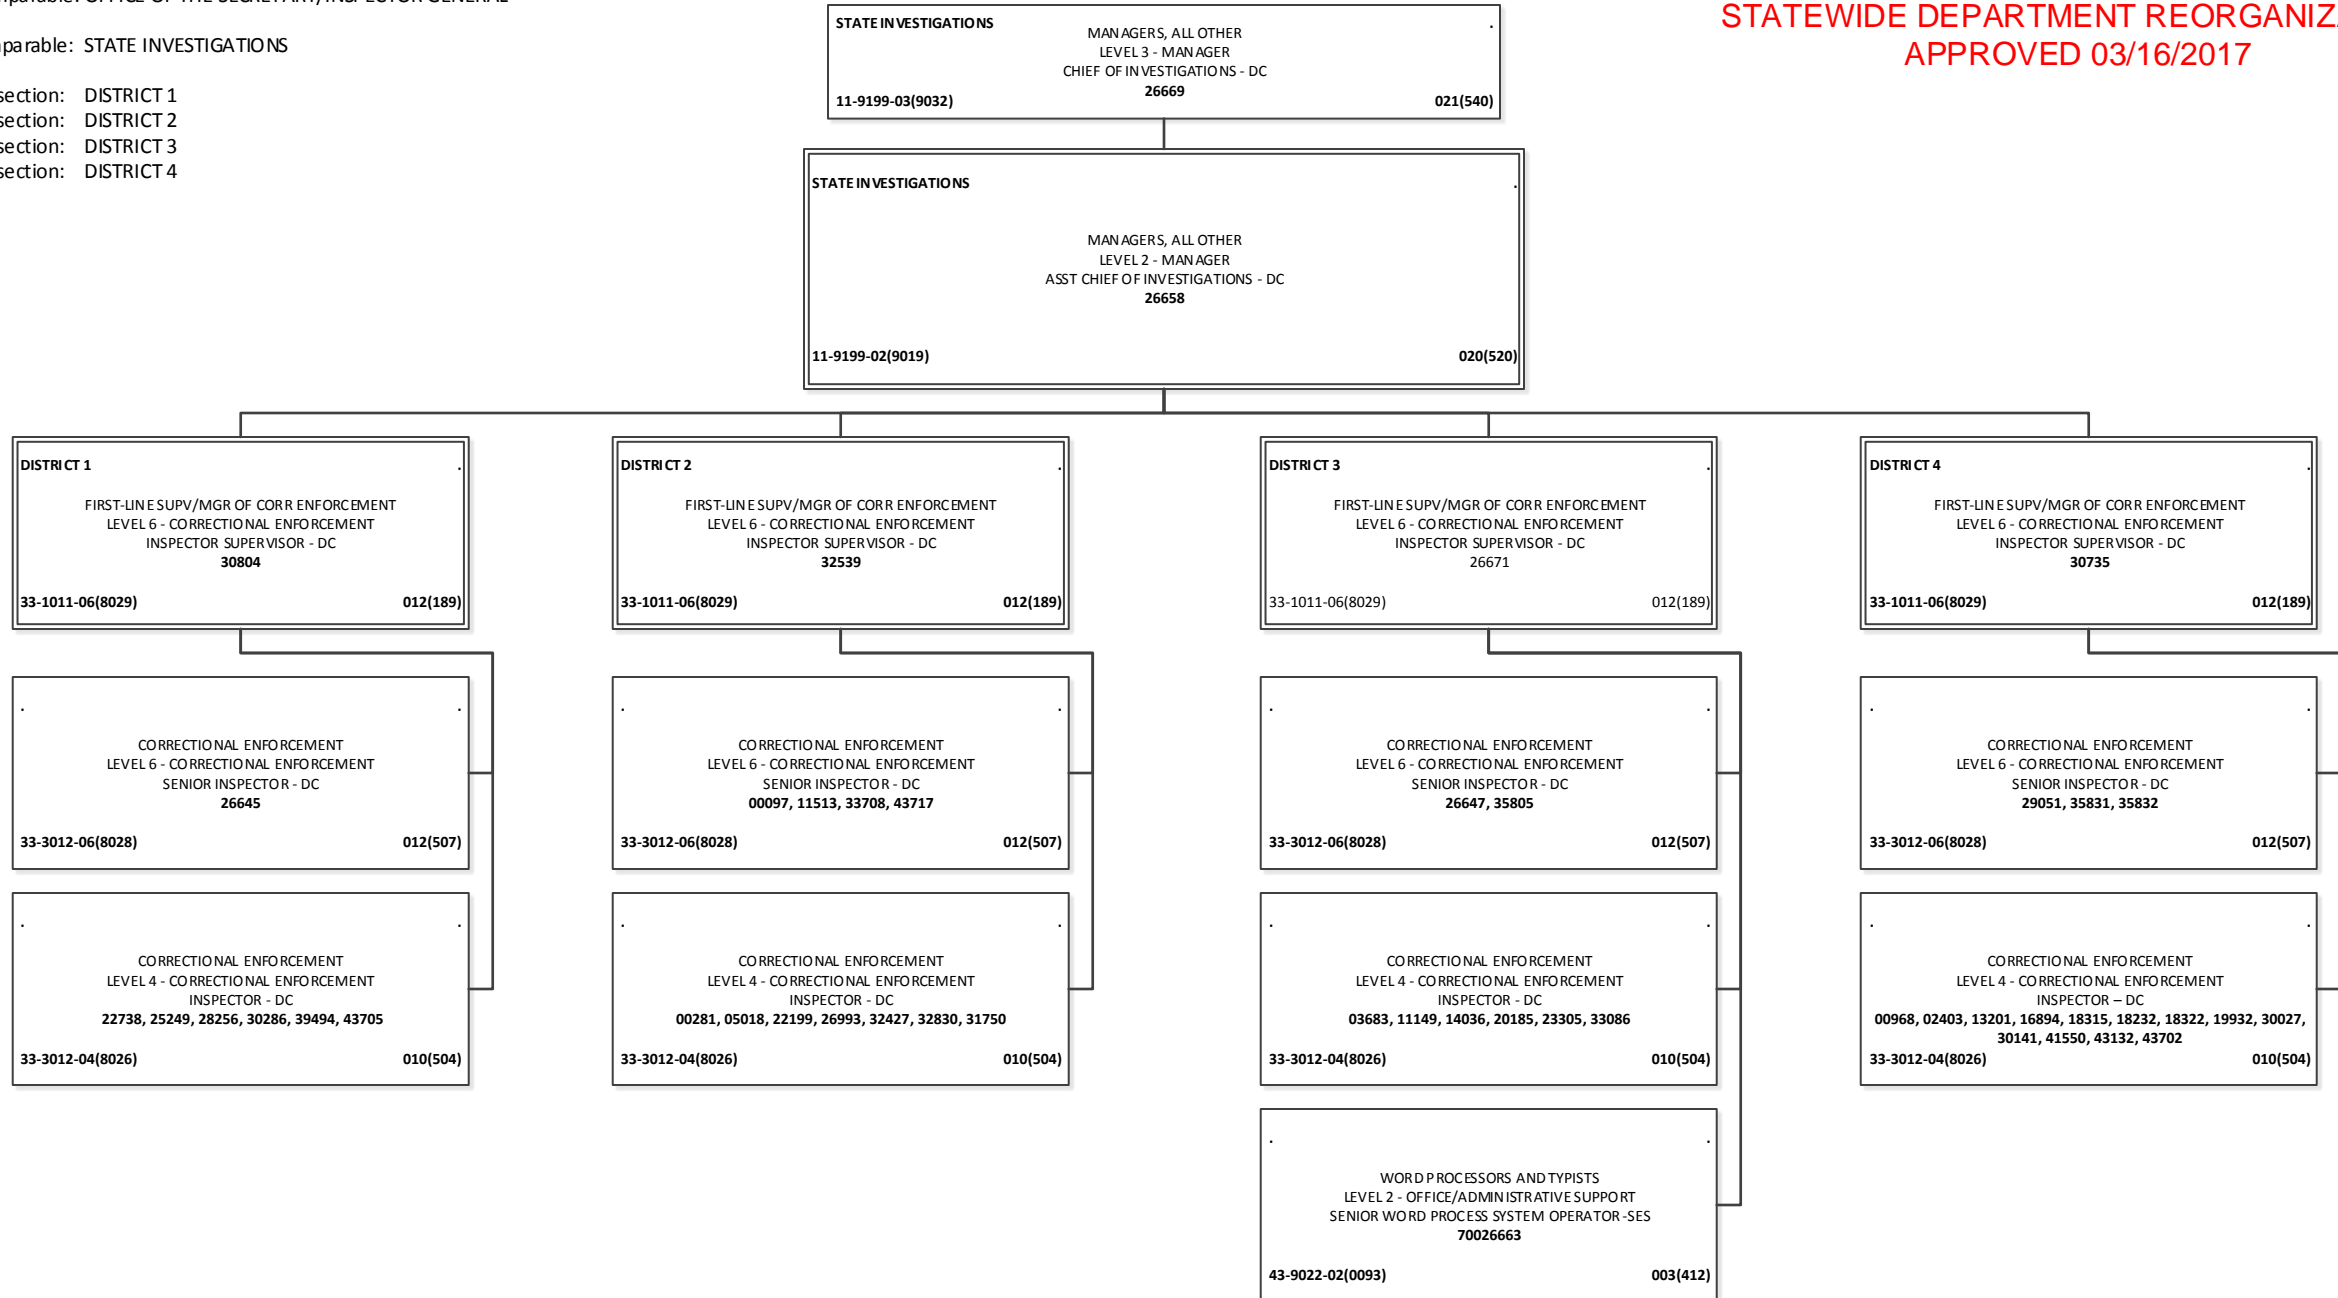 OFFICE OF THE SECRETARY/INSPECTOR GENERAL
STATE INVESTIGATIONS
DISTRICT 1
DISTRICT 2
DISTRICT 3
DISTRICT 4
STATEWIDE DEPARTMENT
APPROVED 03/16/2017
STATE INVESTIGATIONS .
MANAGERS, ALL OTHER
LEVEL 3 - MANAGER
CHIEF OF INVESTIGATIONS - DC
26669
11-9199-03(9032) 021(540)
STATE INVESTIGATIONS .
MANAGERS, ALL OTHER
LEVEL 2 - MANAGER
ASST CHIEF OF INVESTIGATIONS - DC
26658
11-9199-02(9019) 020(520)
DISTRICT 1 .
FIRST-LINE SUPV/MGR OF CORR ENFORCEMENT
LEVEL 6 - CORRECTIONAL ENFORCEMENT
INSPECTOR SUPERVISOR - DC
30804
33-1011-06(8029) 012(189)
. .
CORRECTIONAL ENFORCEMENT
LEVEL 6 - CORRECTIONAL ENFORCEMENT
SENIOR INSPECTOR - DC
26645
33-3012-06(8028) 012(507)
. .
CORRECTIONAL ENFORCEMENT
LEVEL 4 - CORRECTIONAL ENFORCEMENT
INSPECTOR - DC
22738, 25249, 28256, 30286, 39494, 43705
33-3012-04(8026) 010(504)
DISTRICT 2 .
FIRST-LINE SUPV/MGR OF CORR ENFORCEMENT
LEVEL 6 - CORRECTIONAL ENFORCEMENT
INSPECTOR SUPERVISOR - DC
32539
33-1011-06(8029) 012(189)
. .
CORRECTIONAL ENFORCEMENT
LEVEL 6 - CORRECTIONAL ENFORCEMENT
SENIOR INSPECTOR - DC
00097, 11513, 33708, 43717
33-3012-06(8028) 012(507)
. .
CORRECTIONAL ENFORCEMENT
LEVEL 4 - CORRECTIONAL ENFORCEMENT
INSPECTOR - DC
00281, 05018, 22199, 26993, 32427, 32830, 31750
33-3012-04(8026) 010(504)
DISTRICT 3 .
FIRST-LINE SUPV/MGR OF CORR ENFORCEMENT
LEVEL 6 - CORRECTIONAL ENFORCEMENT
INSPECTOR SUPERVISOR - DC
26671
33-1011-06(8029) 012(189)
. .
CORRECTIONAL ENFORCEMENT
LEVEL 6 - CORRECTIONAL ENFORCEMENT
SENIOR INSPECTOR - DC
26647, 35805
33-3012-06(8028) 012(507)
. .
CORRECTIONAL ENFORCEMENT
LEVEL 4 - CORRECTIONAL ENFORCEMENT
INSPECTOR - DC
03683, 11149, 14036, 20185, 23305, 33086
33-3012-04(8026) 010(504)
. .
WORD PROCESSORS AND TYPISTS
LEVEL 2 - OFFICE/ADMINISTRATIVE SUPPORT
SENIOR WORD PROCESS SYSTEM OPERATOR -SES
70026663
43-9022-02(0093) 003(412)
DISTRICT 4 .
FIRST-LINE SUPV/MGR OF CORR ENFORCEMENT
LEVEL 6 - CORRECTIONAL ENFORCEMENT
INSPECTOR SUPERVISOR - DC
30735
33-1011-06(8029) 012(189)
. .
CORRECTIONAL ENFORCEMENT
LEVEL 6 - CORRECTIONAL ENFORCEMENT
SENIOR INSPECTOR - DC
29051, 35831, 35832
33-3012-06(8028) 012(507)
. .
CORRECTIONAL ENFORCEMENT
LEVEL 4 - CORRECTIONAL ENFORCEMENT
INSPECTOR – DC
00968, 02403, 13201, 16894, 18315, 18232, 18322, 19932, 30027,
30141, 41550, 43132, 43702
33-3012-04(8026) 010(504)